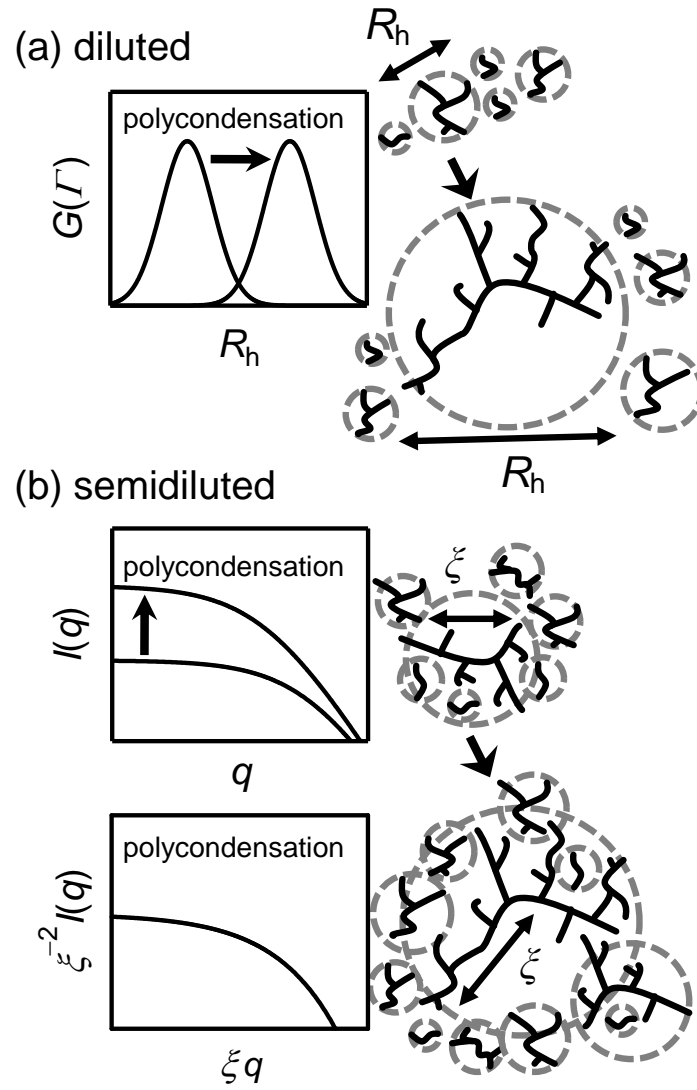 (a) diluted
R_h
polycondensation
G(Γ)
R_h
R_h
(b) semidiluted
polycondensation
ξ
I(q)
q
polycondensation
ξ⁻² I(q)
ξ
ξq